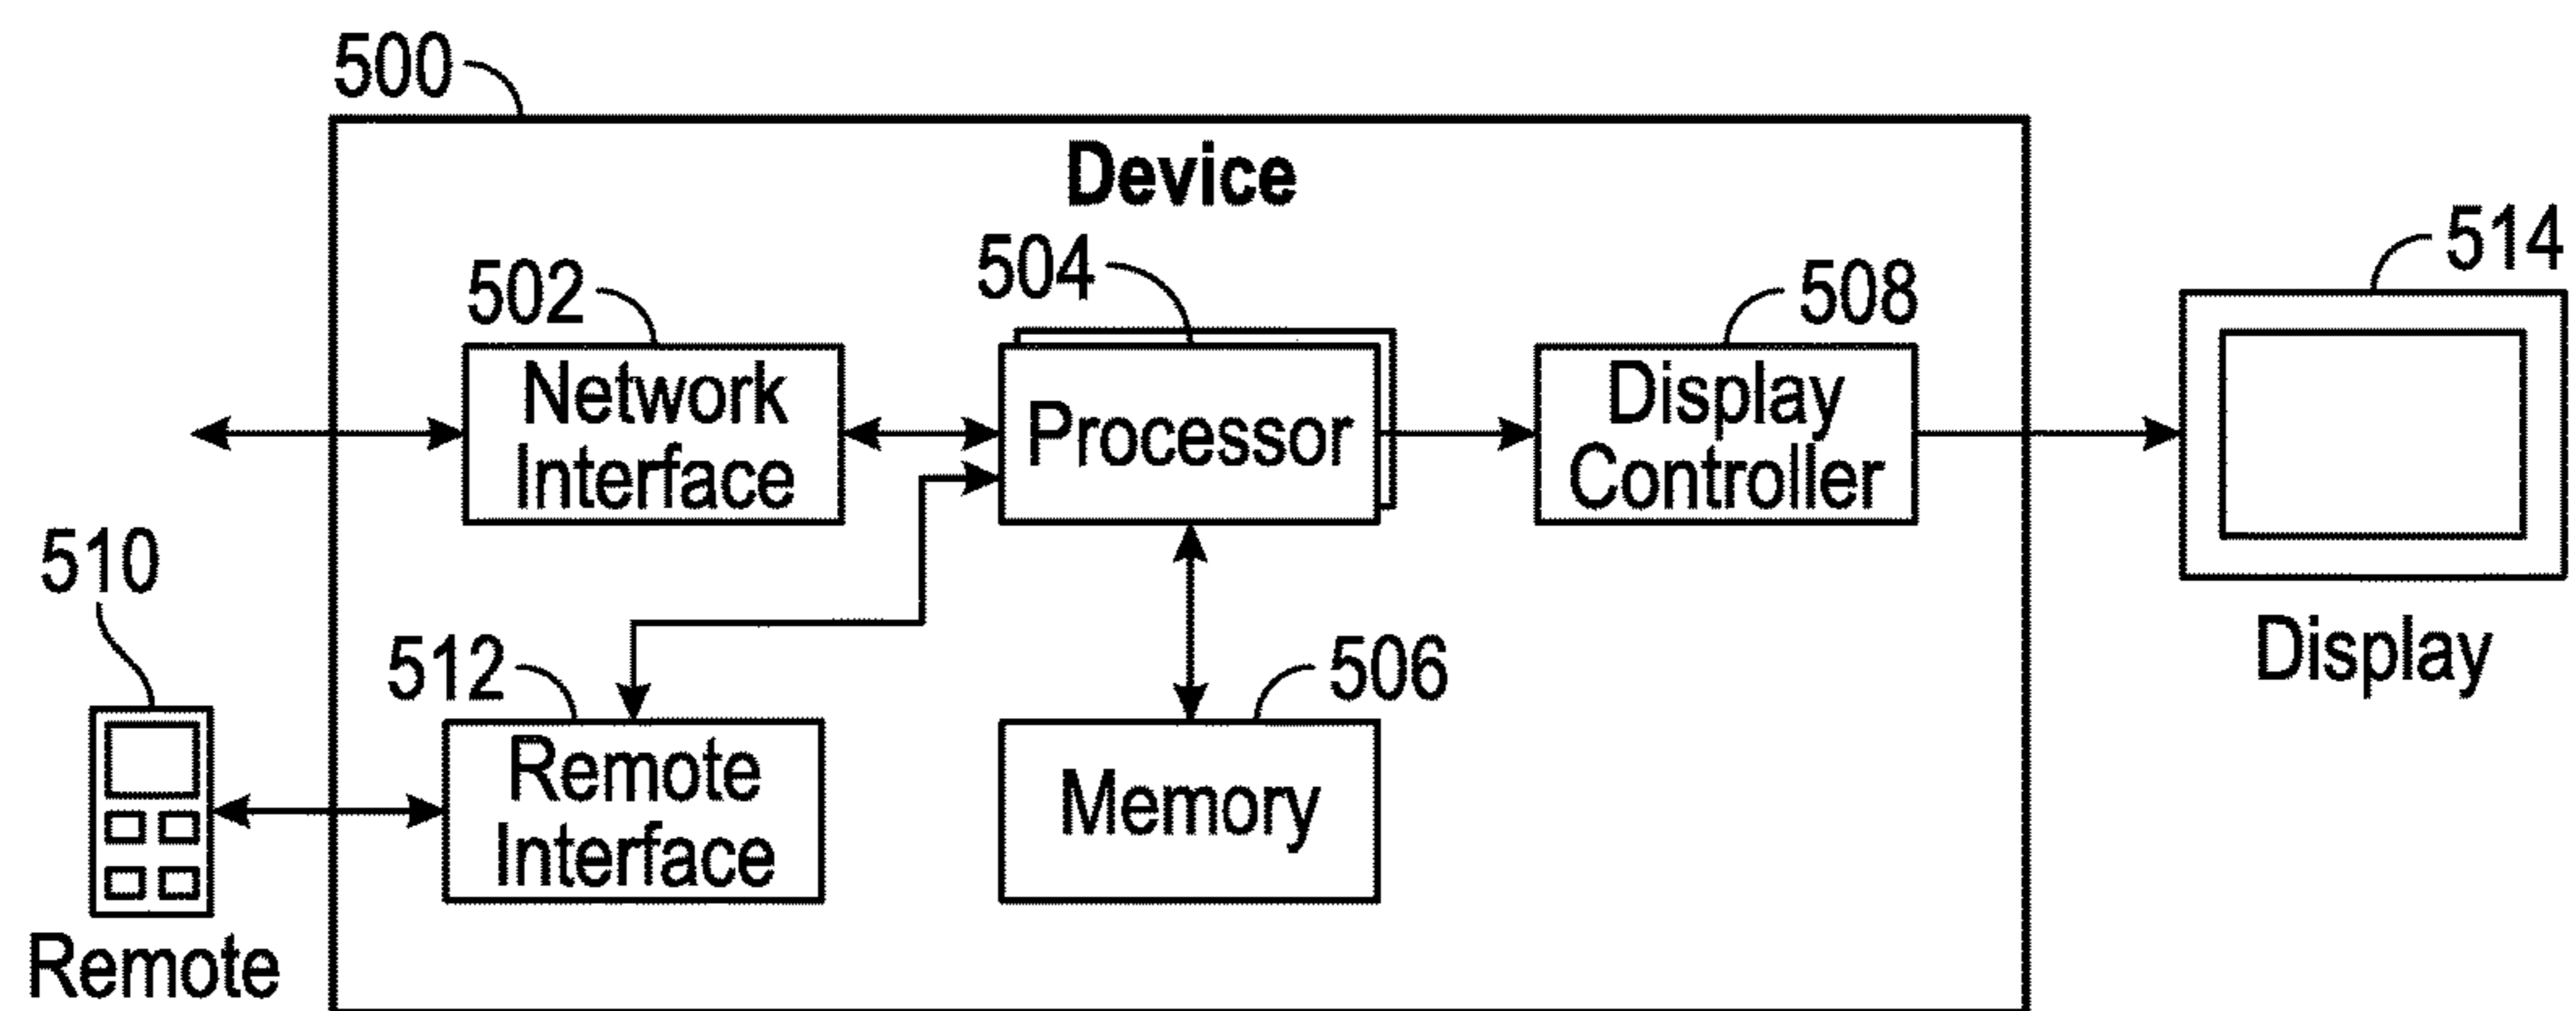 500
Device
502
504
508
514
Network
Interface
Processor
Display
Controller
510
512
506
Display
Remote
Interface
Memory
Remote